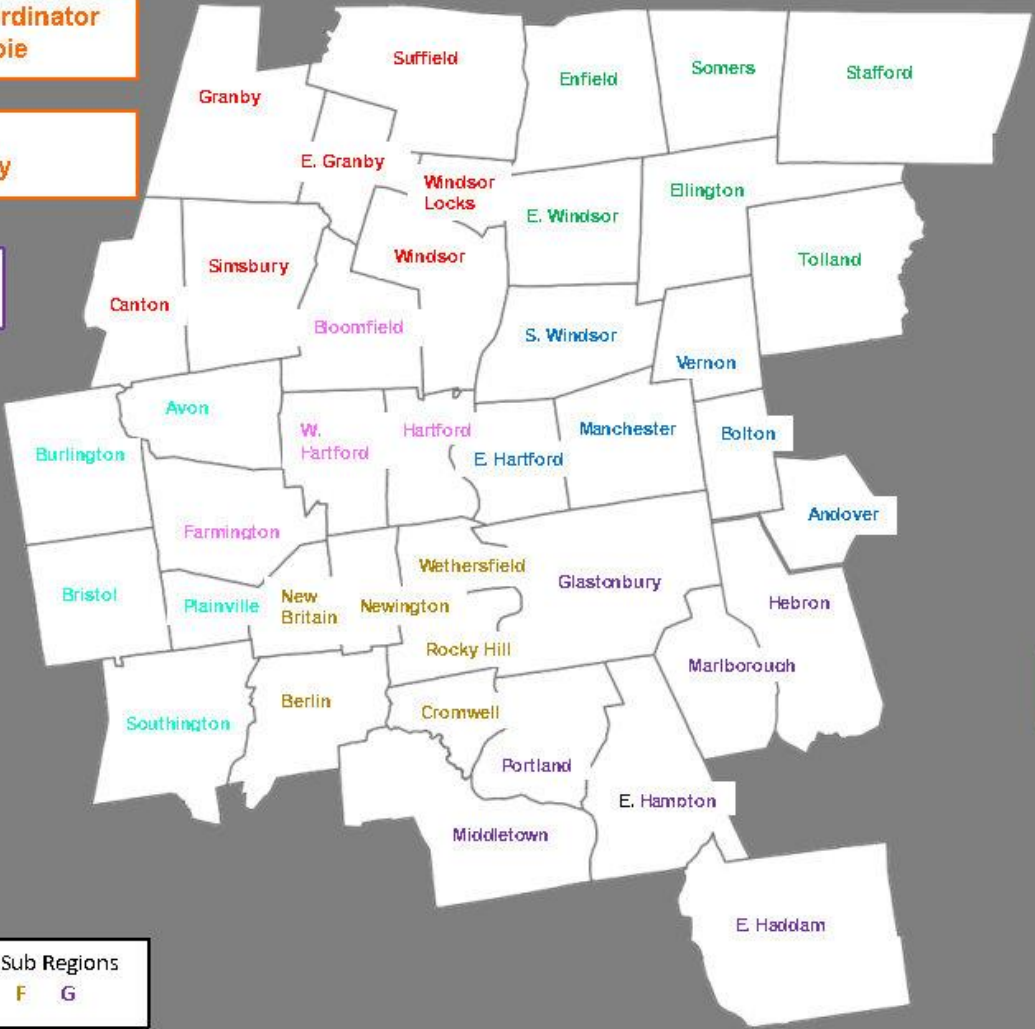 rdinator
bie
y
Suffield
Enfield
Somers
Stafford
Granby
E. Granby
Windsor
Locks
Ellington
E. Windsor
Windsor
Tolland
Simsbury
Canton
Bloomfield
S. Windsor
Vernon
Avon
W.
Hartford
Hartford
Manchester
Bolton
Burlington
E. Hartford
Andover
Farmington
Wethersfield
Glastonbury
Bristol
Plainville
New
Britain
Newington
Hebron
Rocky Hill
Marlborough
Berlin
Cromwell
Southington
Portland
E. Hampton
Middletown
E. Haddam
Sub Regions
F G